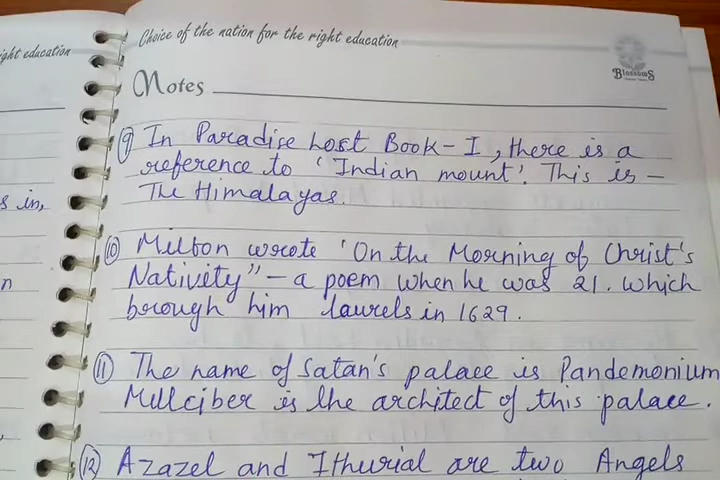 ight education
s in,
n
Choice of the nation for the right education
BlossomS
Notes
9 In Paradise Lost Book-I, there is a
reference to 'Indian mount'. This is –
The Himalayas.
10 Milton wrote 'On the Morning of Christ's
Nativity" – a poem when he was 21. which
brough him laurels in 1629.
11 The name of Satan's palace is Pandemonium
Mulciber is the architect of this palace.
12 Azazel and Ithurial are two Angels